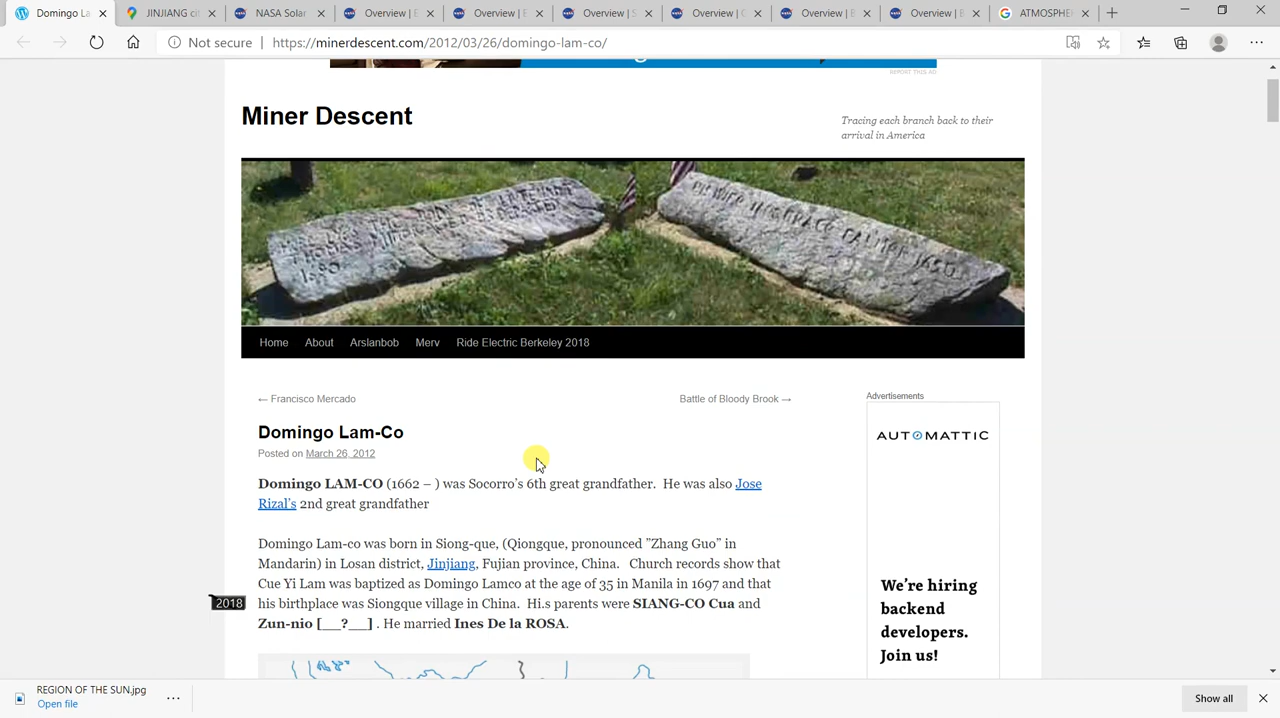 Domingo La
JINJIANG cit
NASA Solar
Overview | E
Overview | E
Overview | S
Overview | G
Overview | B
Overview | B
ATMOSPHE
Not secure | https://minerdescent.com/2012/03/26/domingo-lam-co/
REPORT THIS AD
Miner Descent
Tracing each branch back to their
arrival in America
Home About Arslanbob Merv Ride Electric Berkeley 2018
← Francisco Mercado
Battle of Bloody Brook →
Advertisements
AUTOMATTIC
Domingo Lam-Co
Posted on March 26, 2012
Domingo LAM-CO (1662 – ) was Socorro's 6th great grandfather. He was also Jose
Rizal's 2nd great grandfather
Domingo Lam-co was born in Siong-que, (Qiongque, pronounced "Zhang Guo" in
Mandarin) in Losan district, Jinjiang, Fujian province, China. Church records show that
Cue Yi Lam was baptized as Domingo Lamco at the age of 35 in Manila in 1697 and that
his birthplace was Siongque village in China. Hi.s parents were SIANG-CO Cua and
Zun-nio [__?__] . He married Ines De la ROSA.
2018
We're hiring
backend
developers.
Join us!
REGION OF THE SUN.jpg
Open file
Show all